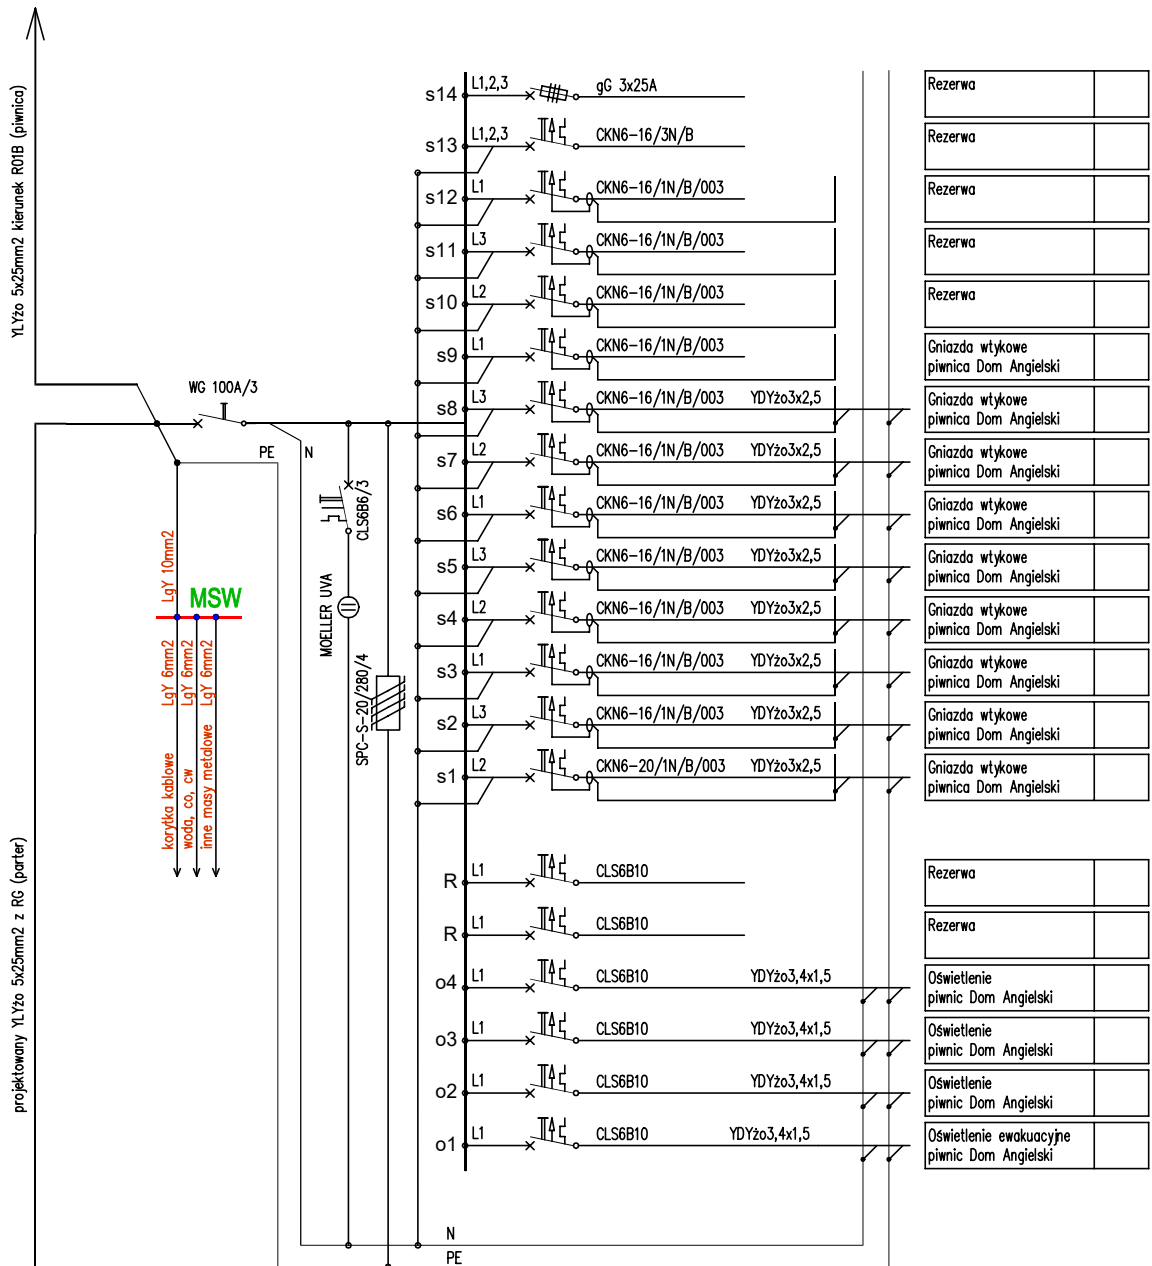 YLYżo 5x25mm2 kierunek R01B (piwnica)
projektowany YLYżo 5x25mm2 z RG (parter)
WG 100A/3
PE
N
CLS6B6/3
MOELLER UVA
SPC-S-20/280/4
LgY 10mm2
MSW
LgY 6mm2
LgY 6mm2
LgY 6mm2
korytka kablowe
woda, co, cw
inne masy metalowe
s14 L1,2,3 gG 3x25A Rezerwa
s13 L1,2,3 CKN6-16/3N/B Rezerwa
s12 L1 CKN6-16/1N/B/003 Rezerwa
s11 L3 CKN6-16/1N/B/003 Rezerwa
s10 L2 CKN6-16/1N/B/003 Rezerwa
s9 L1 CKN6-16/1N/B/003 Gniazda wtykowe
piwnica Dom Angielski
s8 L3 CKN6-16/1N/B/003 YDYżo3x2,5 Gniazda wtykowe
piwnica Dom Angielski
s7 L2 CKN6-16/1N/B/003 YDYżo3x2,5 Gniazda wtykowe
piwnica Dom Angielski
s6 L1 CKN6-16/1N/B/003 YDYżo3x2,5 Gniazda wtykowe
piwnica Dom Angielski
s5 L3 CKN6-16/1N/B/003 YDYżo3x2,5 Gniazda wtykowe
piwnica Dom Angielski
s4 L2 CKN6-16/1N/B/003 YDYżo3x2,5 Gniazda wtykowe
piwnica Dom Angielski
s3 L1 CKN6-16/1N/B/003 YDYżo3x2,5 Gniazda wtykowe
piwnica Dom Angielski
s2 L3 CKN6-16/1N/B/003 YDYżo3x2,5 Gniazda wtykowe
piwnica Dom Angielski
s1 L2 CKN6-20/1N/B/003 YDYżo3x2,5 Gniazda wtykowe
piwnica Dom Angielski
R L1 CLS6B10 Rezerwa
R L1 CLS6B10 Rezerwa
o4 L1 CLS6B10 YDYżo3,4x1,5 Oświetlenie
piwnic Dom Angielski
o3 L1 CLS6B10 YDYżo3,4x1,5 Oświetlenie
piwnic Dom Angielski
o2 L1 CLS6B10 YDYżo3,4x1,5 Oświetlenie
piwnic Dom Angielski
o1 L1 CLS6B10 YDYżo3,4x1,5 Oświetlenie ewakuacyjne
piwnic Dom Angielski
N
PE